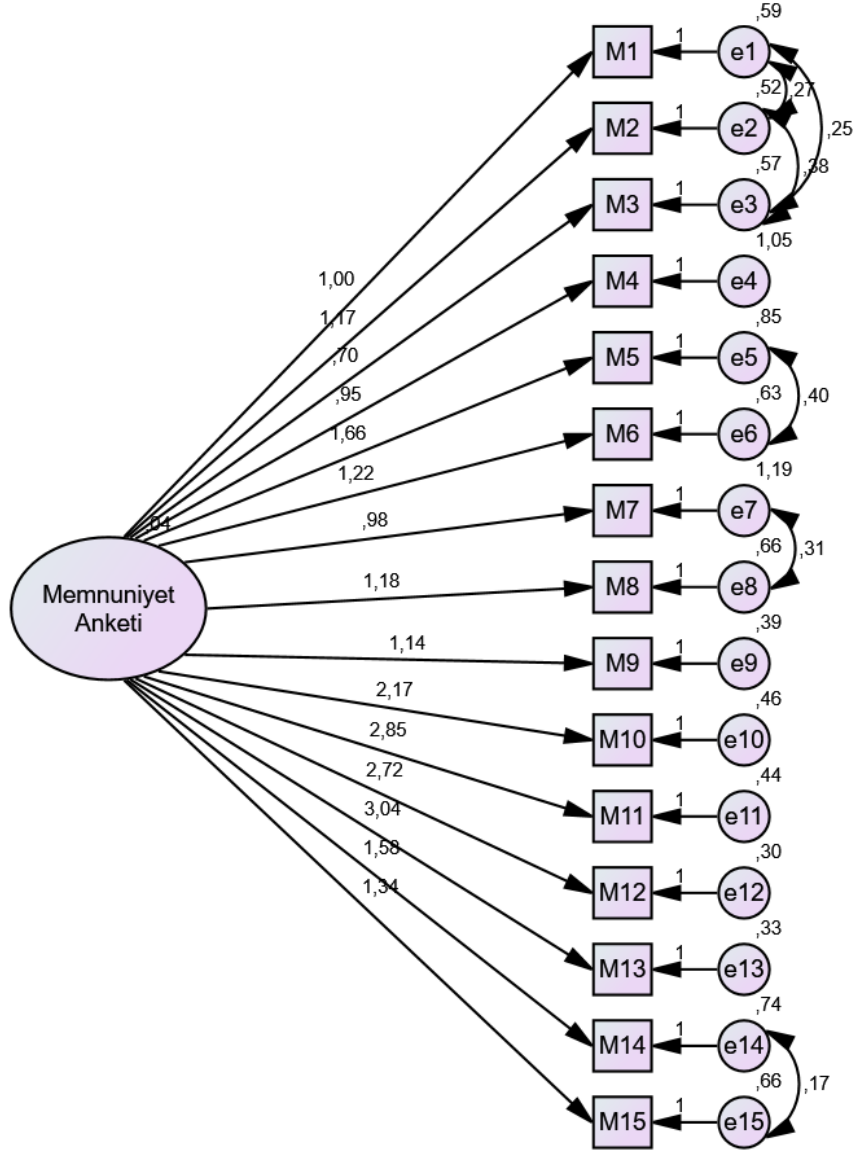 ,59
M1
1
e1
,52
,27
M2
1
e2
,25
,57
,38
M3
1
e3
1,05
1,00
M4
1
e4
1,17
,85
,70
M5
1
e5
,95
,63
,40
1,66
M6
1
e6
1,22
1,19
,04
,98
M7
1
e7
,66
,31
1,18
M8
1
e8
Memnuniyet
Anketi
,39
1,14
M9
1
e9
2,17
,46
2,85
M10
1
e10
2,72
,44
3,04
M11
1
e11
1,58
,30
1,34
M12
1
e12
,33
M13
1
e13
,74
M14
1
e14
,66
,17
M15
1
e15